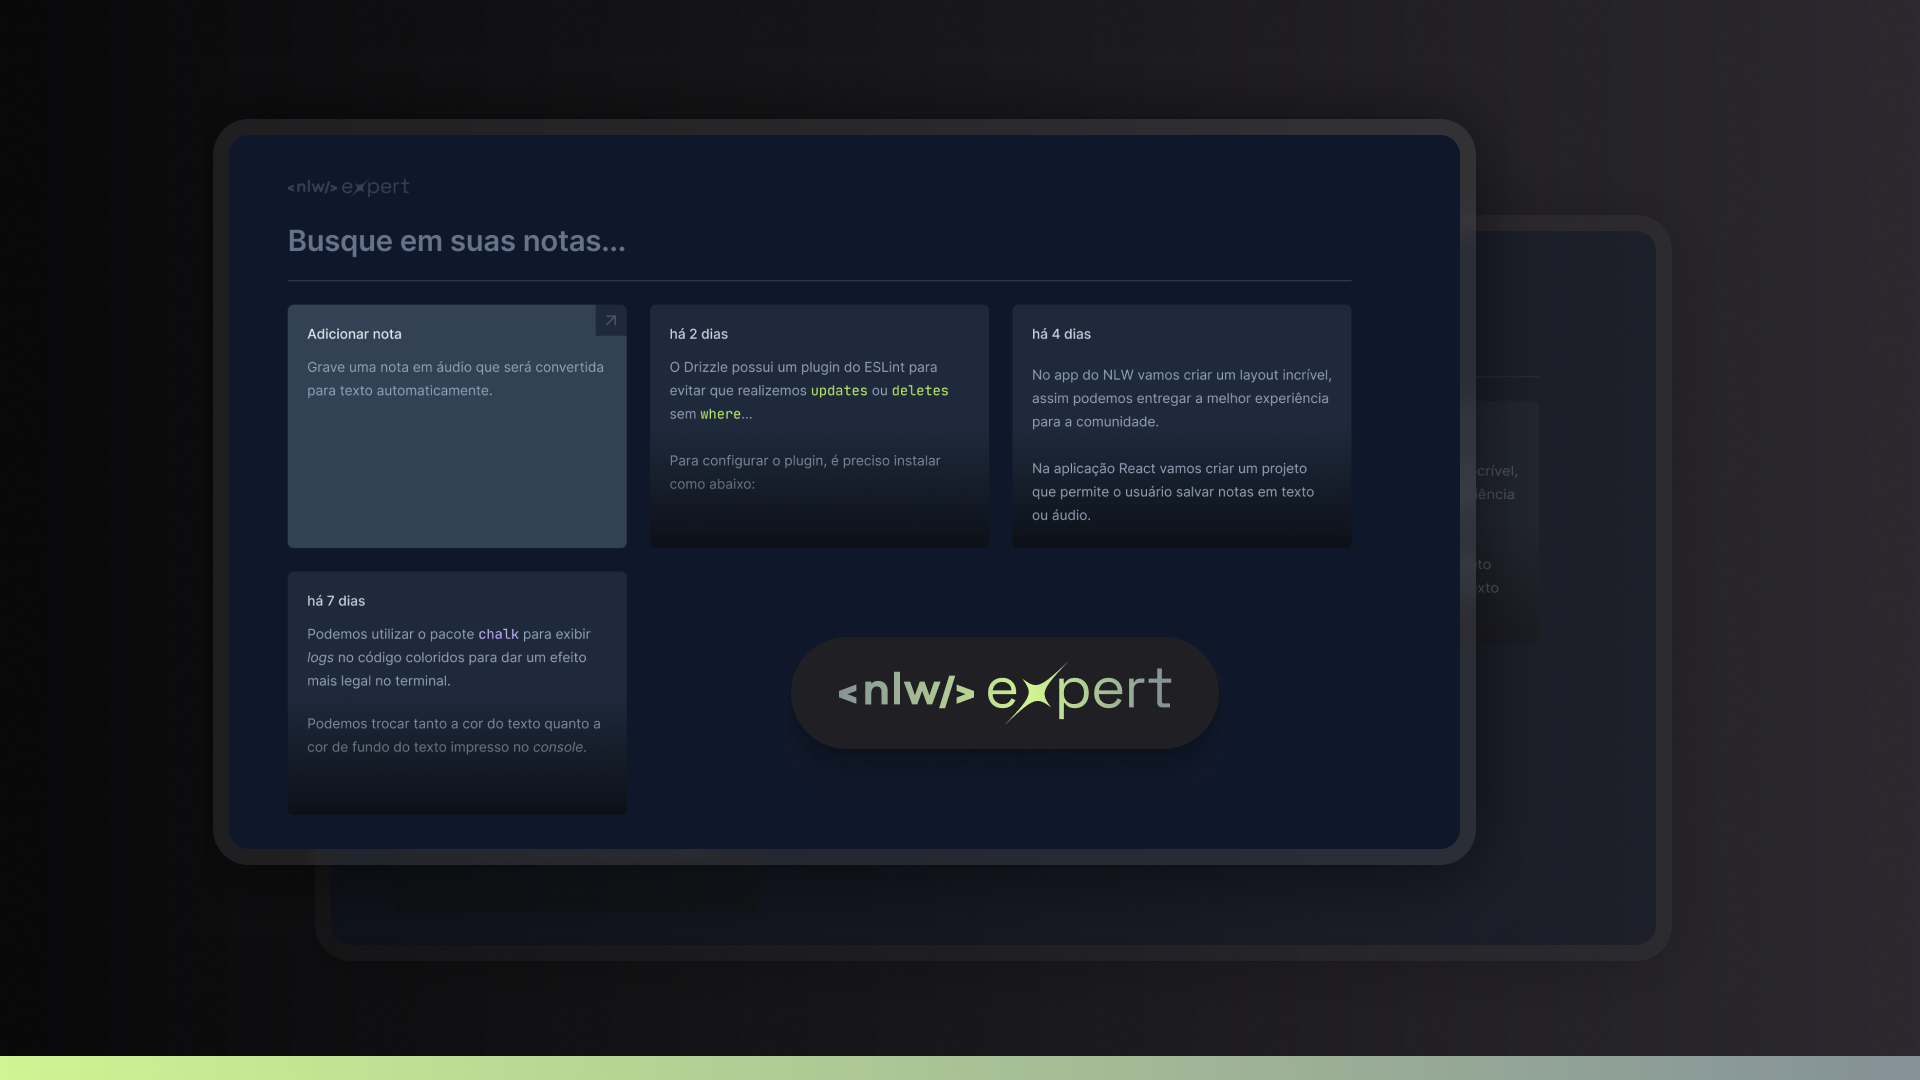 <nlw/> expert
Busque em suas notas...
Adicionar nota
Grave uma nota em áudio que será convertida
para texto automaticamente.
há 2 dias
O Drizzle possui um plugin do ESLint para
evitar que realizemos updates ou deletes
sem where...
Para configurar o plugin, é preciso instalar
como abaixo:
há 4 dias
No app do NLW vamos criar um layout incrível,
assim podemos entregar a melhor experiência
para a comunidade.
Na aplicação React vamos criar um projeto
que permite o usuário salvar notas em texto
ou áudio.
há 7 dias
Podemos utilizar o pacote chalk para exibir
logs no código coloridos para dar um efeito
mais legal no terminal.
Podemos trocar tanto a cor do texto quanto a
cor de fundo do texto impresso no console.
<nlw/> expert